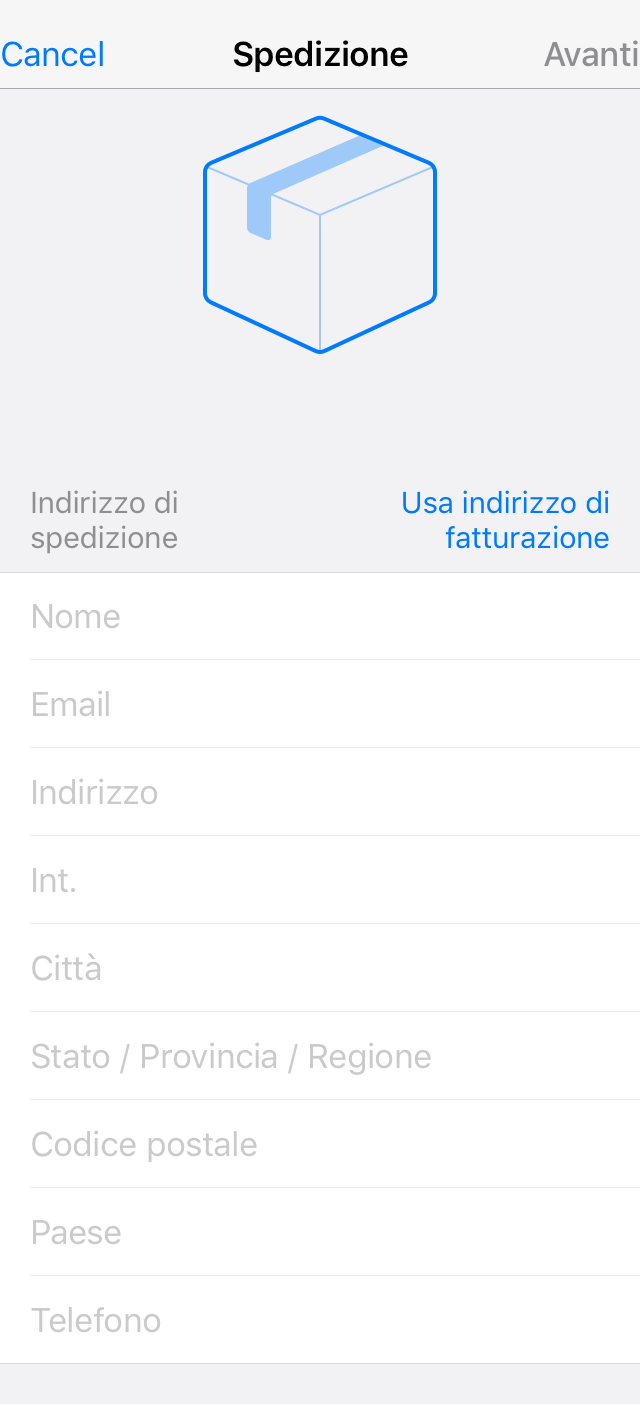 Cancel
Spedizione
Avanti
Indirizzo di
spedizione
Usa indirizzo di
fatturazione
Nome
Email
Indirizzo
Int.
Città
Stato / Provincia / Regione
Codice postale
Paese
Telefono